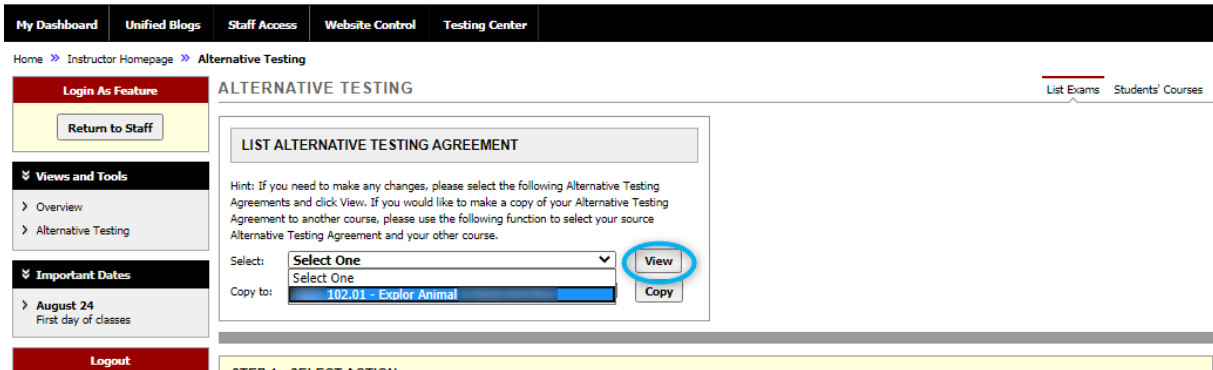 My Dashboard Unified Blogs Staff Access Website Control Testing Center
Home » Instructor Homepage » Alternative Testing
Login As Feature
Return to Staff
Views and Tools
Overview
Alternative Testing
Important Dates
August 24
First day of classes
Logout
ALTERNATIVE TESTING
List Exams Students' Courses
LIST ALTERNATIVE TESTING AGREEMENT
Hint: If you need to make any changes, please select the following Alternative Testing
Agreements and click View. If you would like to make a copy of your Alternative Testing
Agreement to another course, please use the following function to select your source
Alternative Testing Agreement and your other course.
Select: Select One View
Select One
102.01 - Explor Animal
Copy to: Copy
STEP 1 - SELECT ACTION